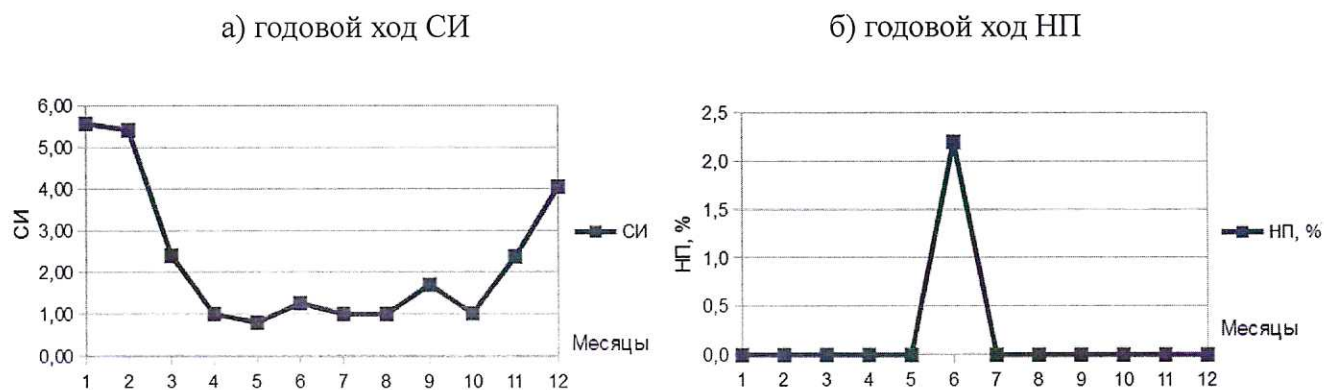 а) годовой ход СИ
б) годовой ход НП
6,00
5,00
4,00
3,00
2,00
1,00
0,00
СИ
СИ
Месяцы
1 2 3 4 5 6 7 8 9 10 11 12
2,5
2,0
1,5
1,0
0,5
0,0
НП, %
НП, %
Месяцы
1 2 3 4 5 6 7 8 9 10 11 12